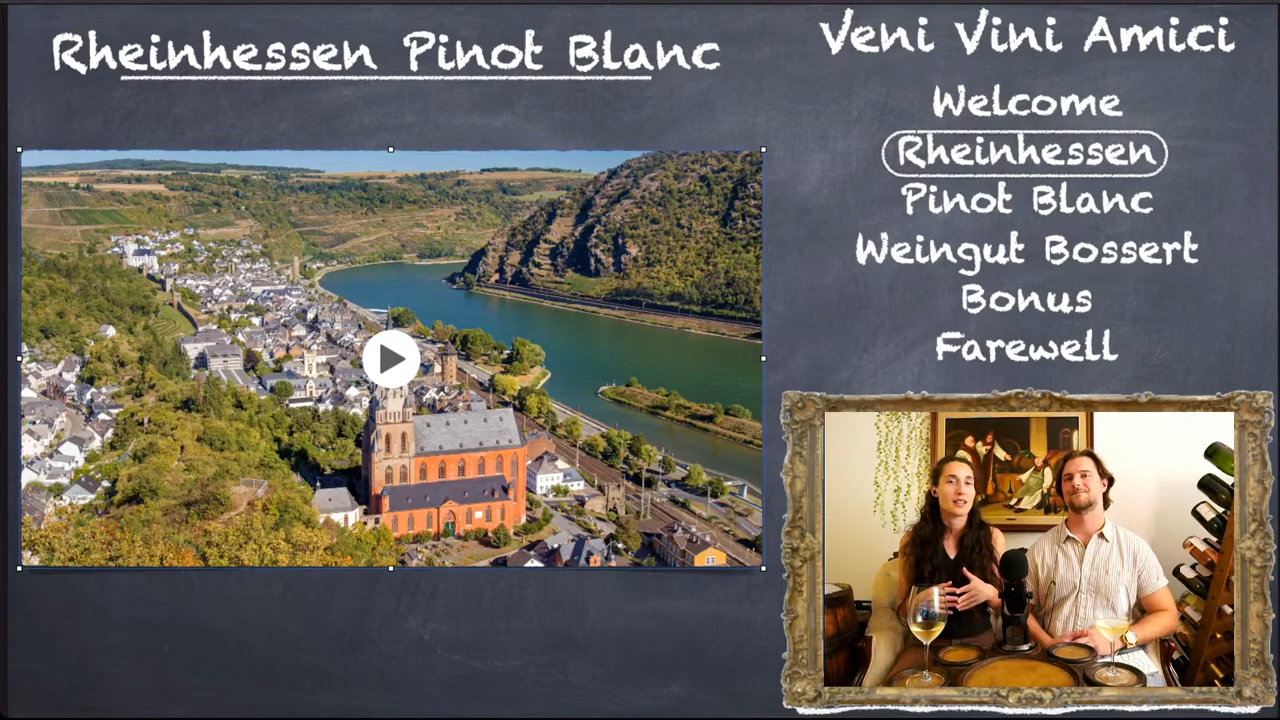 Rheinhessen Pinot Blanc
Veni Vini Amici
Welcome
Rheinhessen
Pinot Blanc
Weingut Bossert
Bonus
Farewell